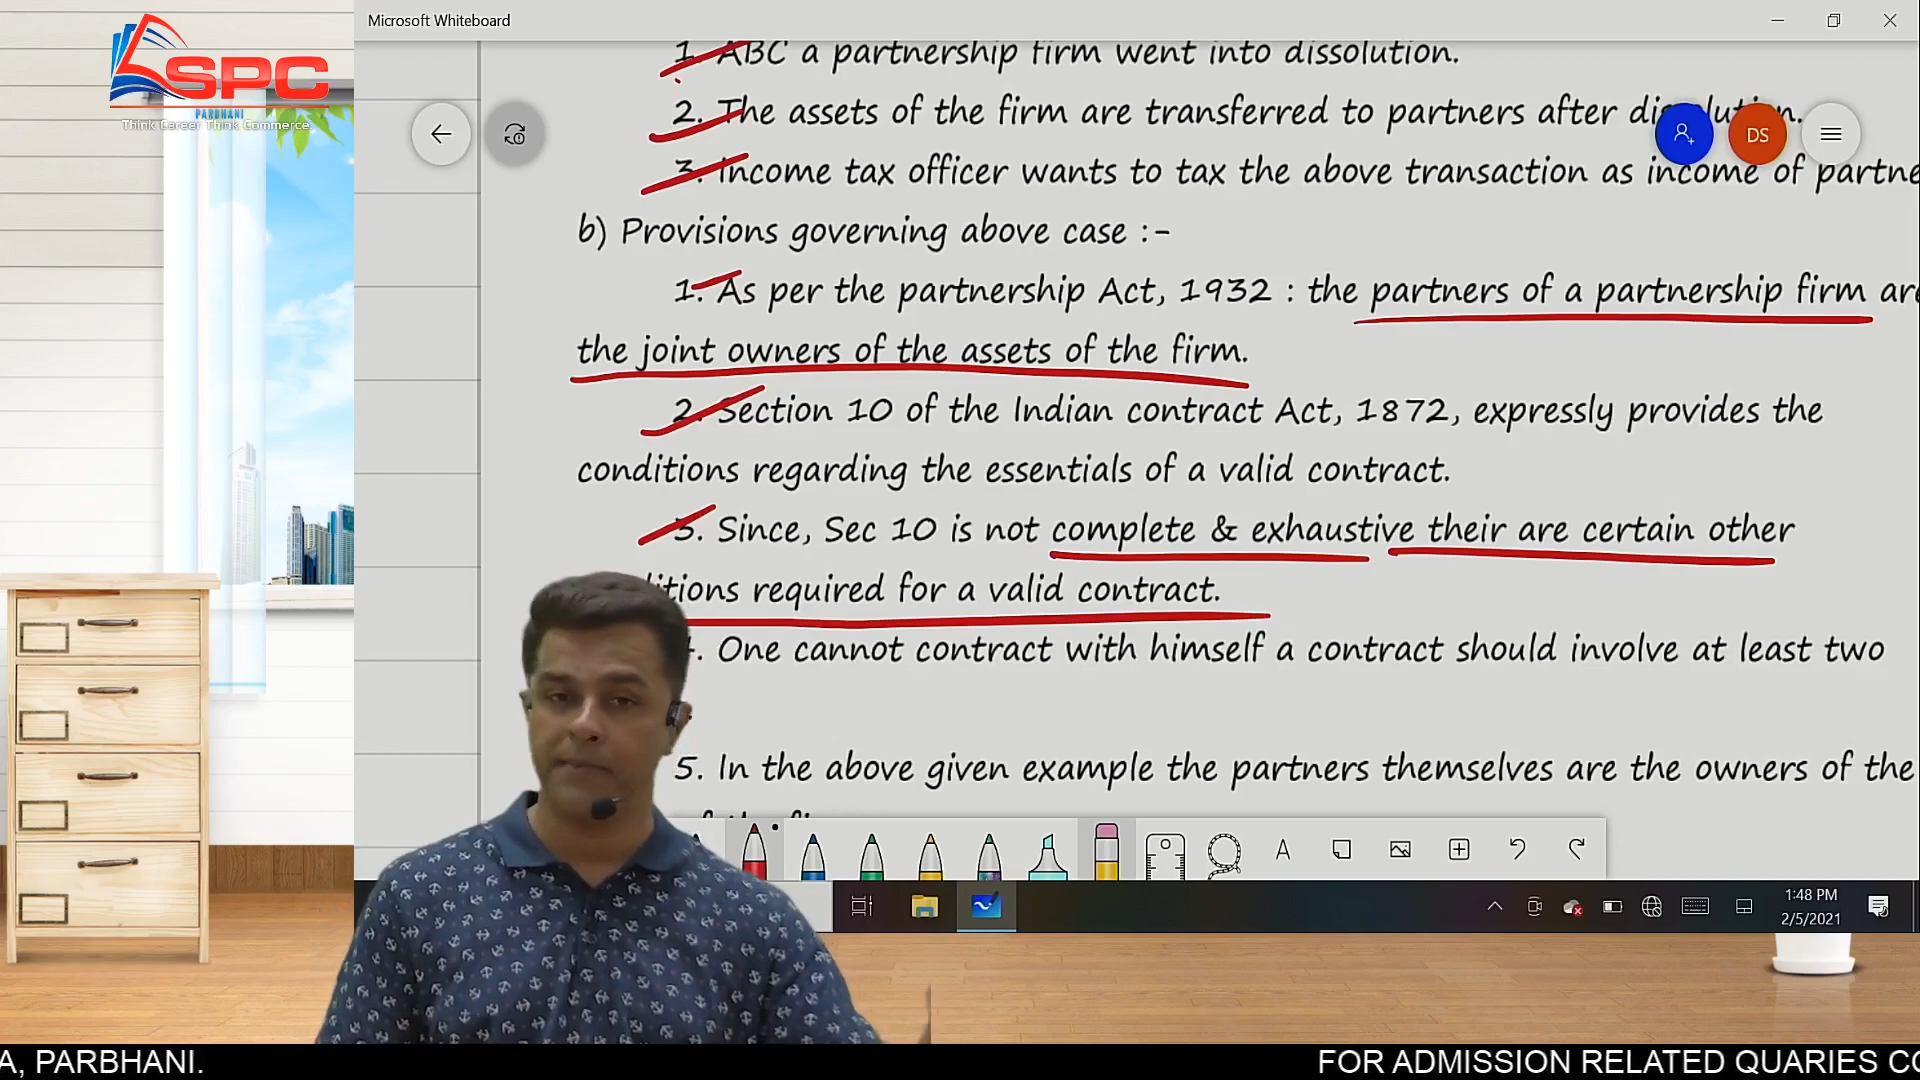 Microsoft Whiteboard
SPC
PARBHANI
Think Career Think Commerce.
1. ABC a partnership firm went into dissolution.
2. The assets of the firm are transferred to partners after dissolution.
3. Income tax officer wants to tax the above transaction as income of partne
b) Provisions governing above case :-
1. As per the partnership Act, 1932 : the partners of a partnership firm are
the joint owners of the assets of the firm.
2. Section 10 of the Indian contract Act, 1872, expressly provides the
conditions regarding the essentials of a valid contract.
3. Since, Sec 10 is not complete & exhaustive their are certain other
itions required for a valid contract.
. One cannot contract with himself a contract should involve at least two
5. In the above given example the partners themselves are the owners of the
DS
1:48 PM
2/5/2021
A, PARBHANI.
FOR ADMISSION RELATED QUARIES CO